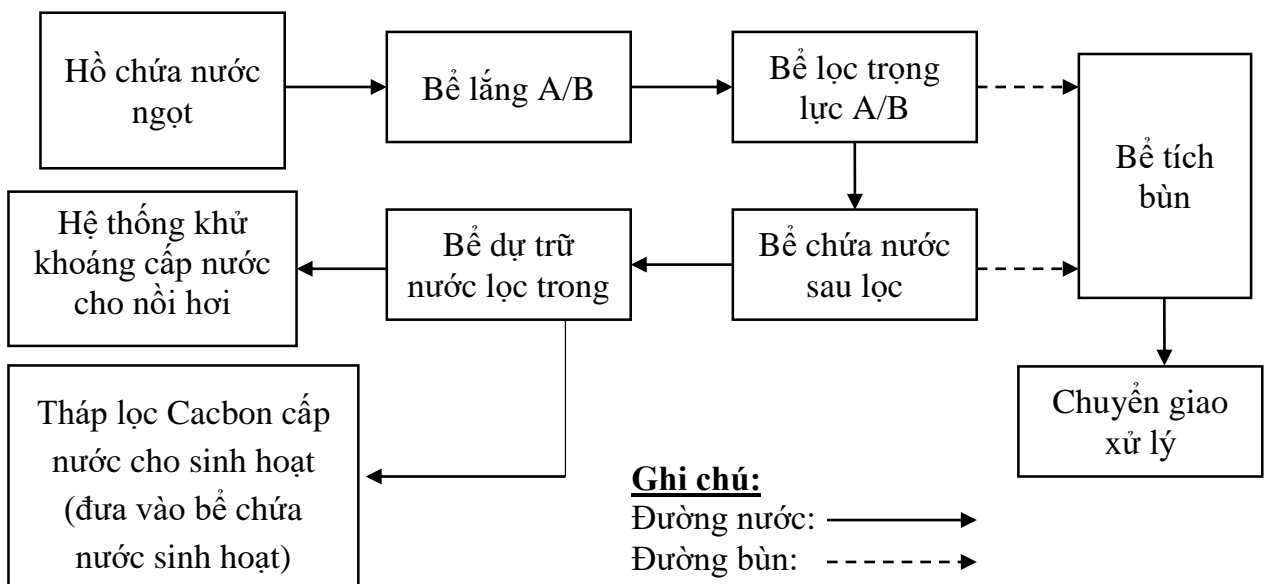 Hồ chứa nước
ngọt
Bể lắng A/B
Bể lọc trọng
lực A/B
Bể tích
bùn
Hệ thống khử
khoáng cấp nước
cho nồi hơi
Bể dự trữ
nước lọc trong
Bể chứa nước
sau lọc
Tháp lọc Cacbon cấp
nước cho sinh hoạt
(đưa vào bể chứa
nước sinh hoạt)
Chuyển giao
xử lý
Ghi chú:
Đường nước:
Đường bùn: